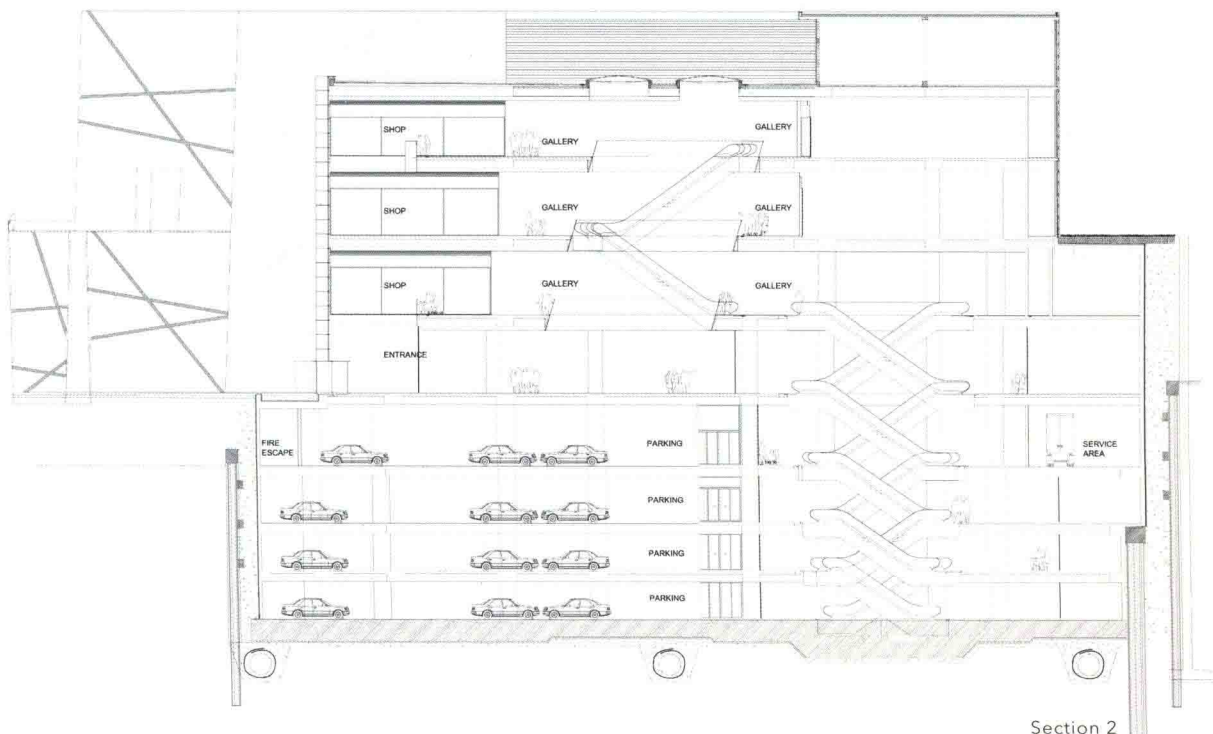 SHOP
GALLERY
GALLERY
SHOP
GALLERY
GALLERY
SHOP
GALLERY
GALLERY
ENTRANCE
FIRE
ESCAPE
PARKING
SERVICE
AREA
PARKING
PARKING
PARKING
Section 2